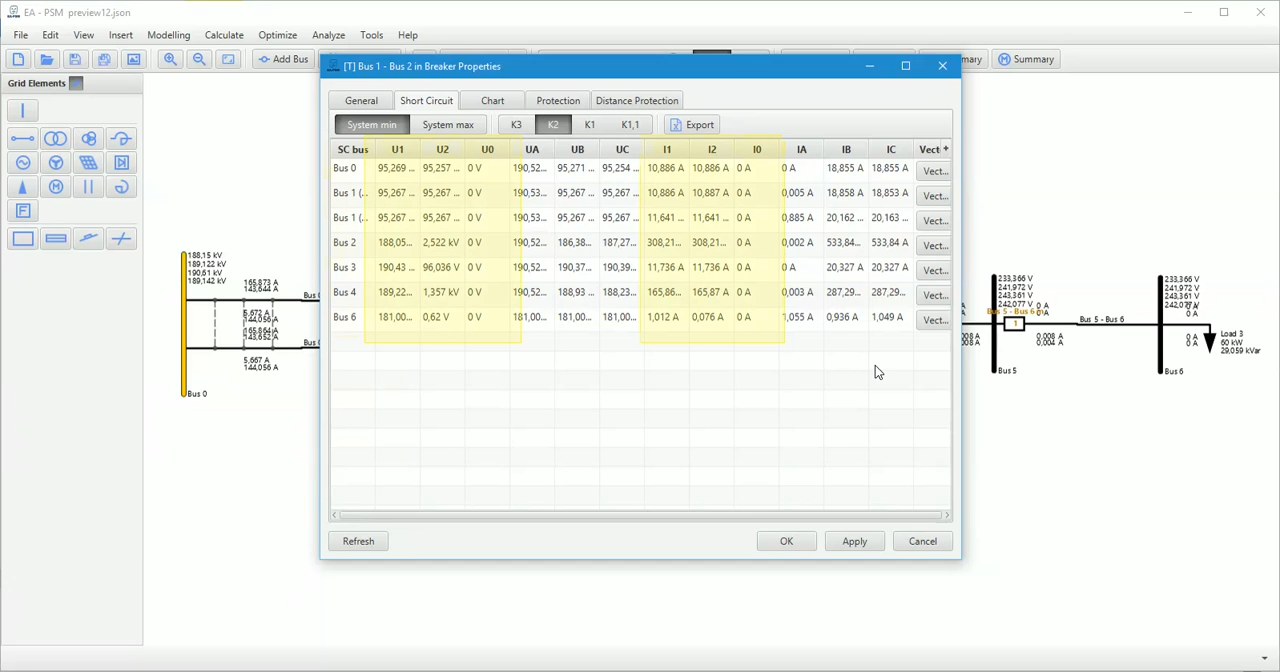 EA - PSM preview12.json
File Edit View Insert Modelling Calculate Optimize Analyze Tools Help
Add Bus
mary
Summary
Grid Elements
[T] Bus 1 - Bus 2 in Breaker Properties
General Short Circuit Chart Protection Distance Protection
System min System max K3 K2 K1 K1,1 Export
SC bus U1 U2 U0 UA UB UC I1 I2 I0 IA IB IC Vect
Bus 0 95,269 ... 95,257 ... 0 V 190,52... 95,271 ... 95,254 ... 10,886 A 10,886 A 0 A 0 A 18,855 A 18,855 A Vect...
Bus 1 (... 95,267 ... 95,267 ... 0 V 190,53... 95,267 ... 95,267 ... 10,886 A 10,887 A 0 A 0,005 A 18,858 A 18,853 A Vect...
Bus 1 (... 95,267 ... 95,267 ... 0 V 190,53... 95,267 ... 95,267 ... 11,641 ... 11,641 ... 0 A 0,885 A 20,162 ... 20,163 ... Vect...
Bus 2 188,05... 2,522 kV 0 V 190,52... 186,38... 187,27... 308,21... 308,21... 0 A 0,002 A 533,84... 533,84 A Vect...
Bus 3 190,43 ... 96,036 V 0 V 190,52... 190,37... 190,39... 11,736 A 11,736 A 0 A 0 A 20,327 A 20,327 A Vect...
Bus 4 189,22... 1,357 kV 0 V 190,52... 188,93 ... 188,23... 165,86... 165,87 A 0 A 0,003 A 287,29... 287,29... Vect...
Bus 6 181,00... 0,62 V 0 V 181,00... 181,00... 181,00... 1,012 A 0,076 A 0 A 1,055 A 0,936 A 1,049 A Vect...
Refresh OK Apply Cancel
188,15 kV
189,122 kV
190,61 kV
189,142 kV
165,873 A
143,644 A
Bus
5,672 A
144,056 A
143,652 A
Bus
5,667 A
144,056 A
Bus 0
233,366 V
241,972 V
243,361 V
0 A
0 A
Bus 5 - Bus 6
1
0,008 A
0,004 A
Bus 5 - Bus 6
Bus 5
233,366 V
241,972 V
243,361 V
0 A
0 A
0 A
0 A
Load 3
60 kW
29,059 kVar
Bus 6